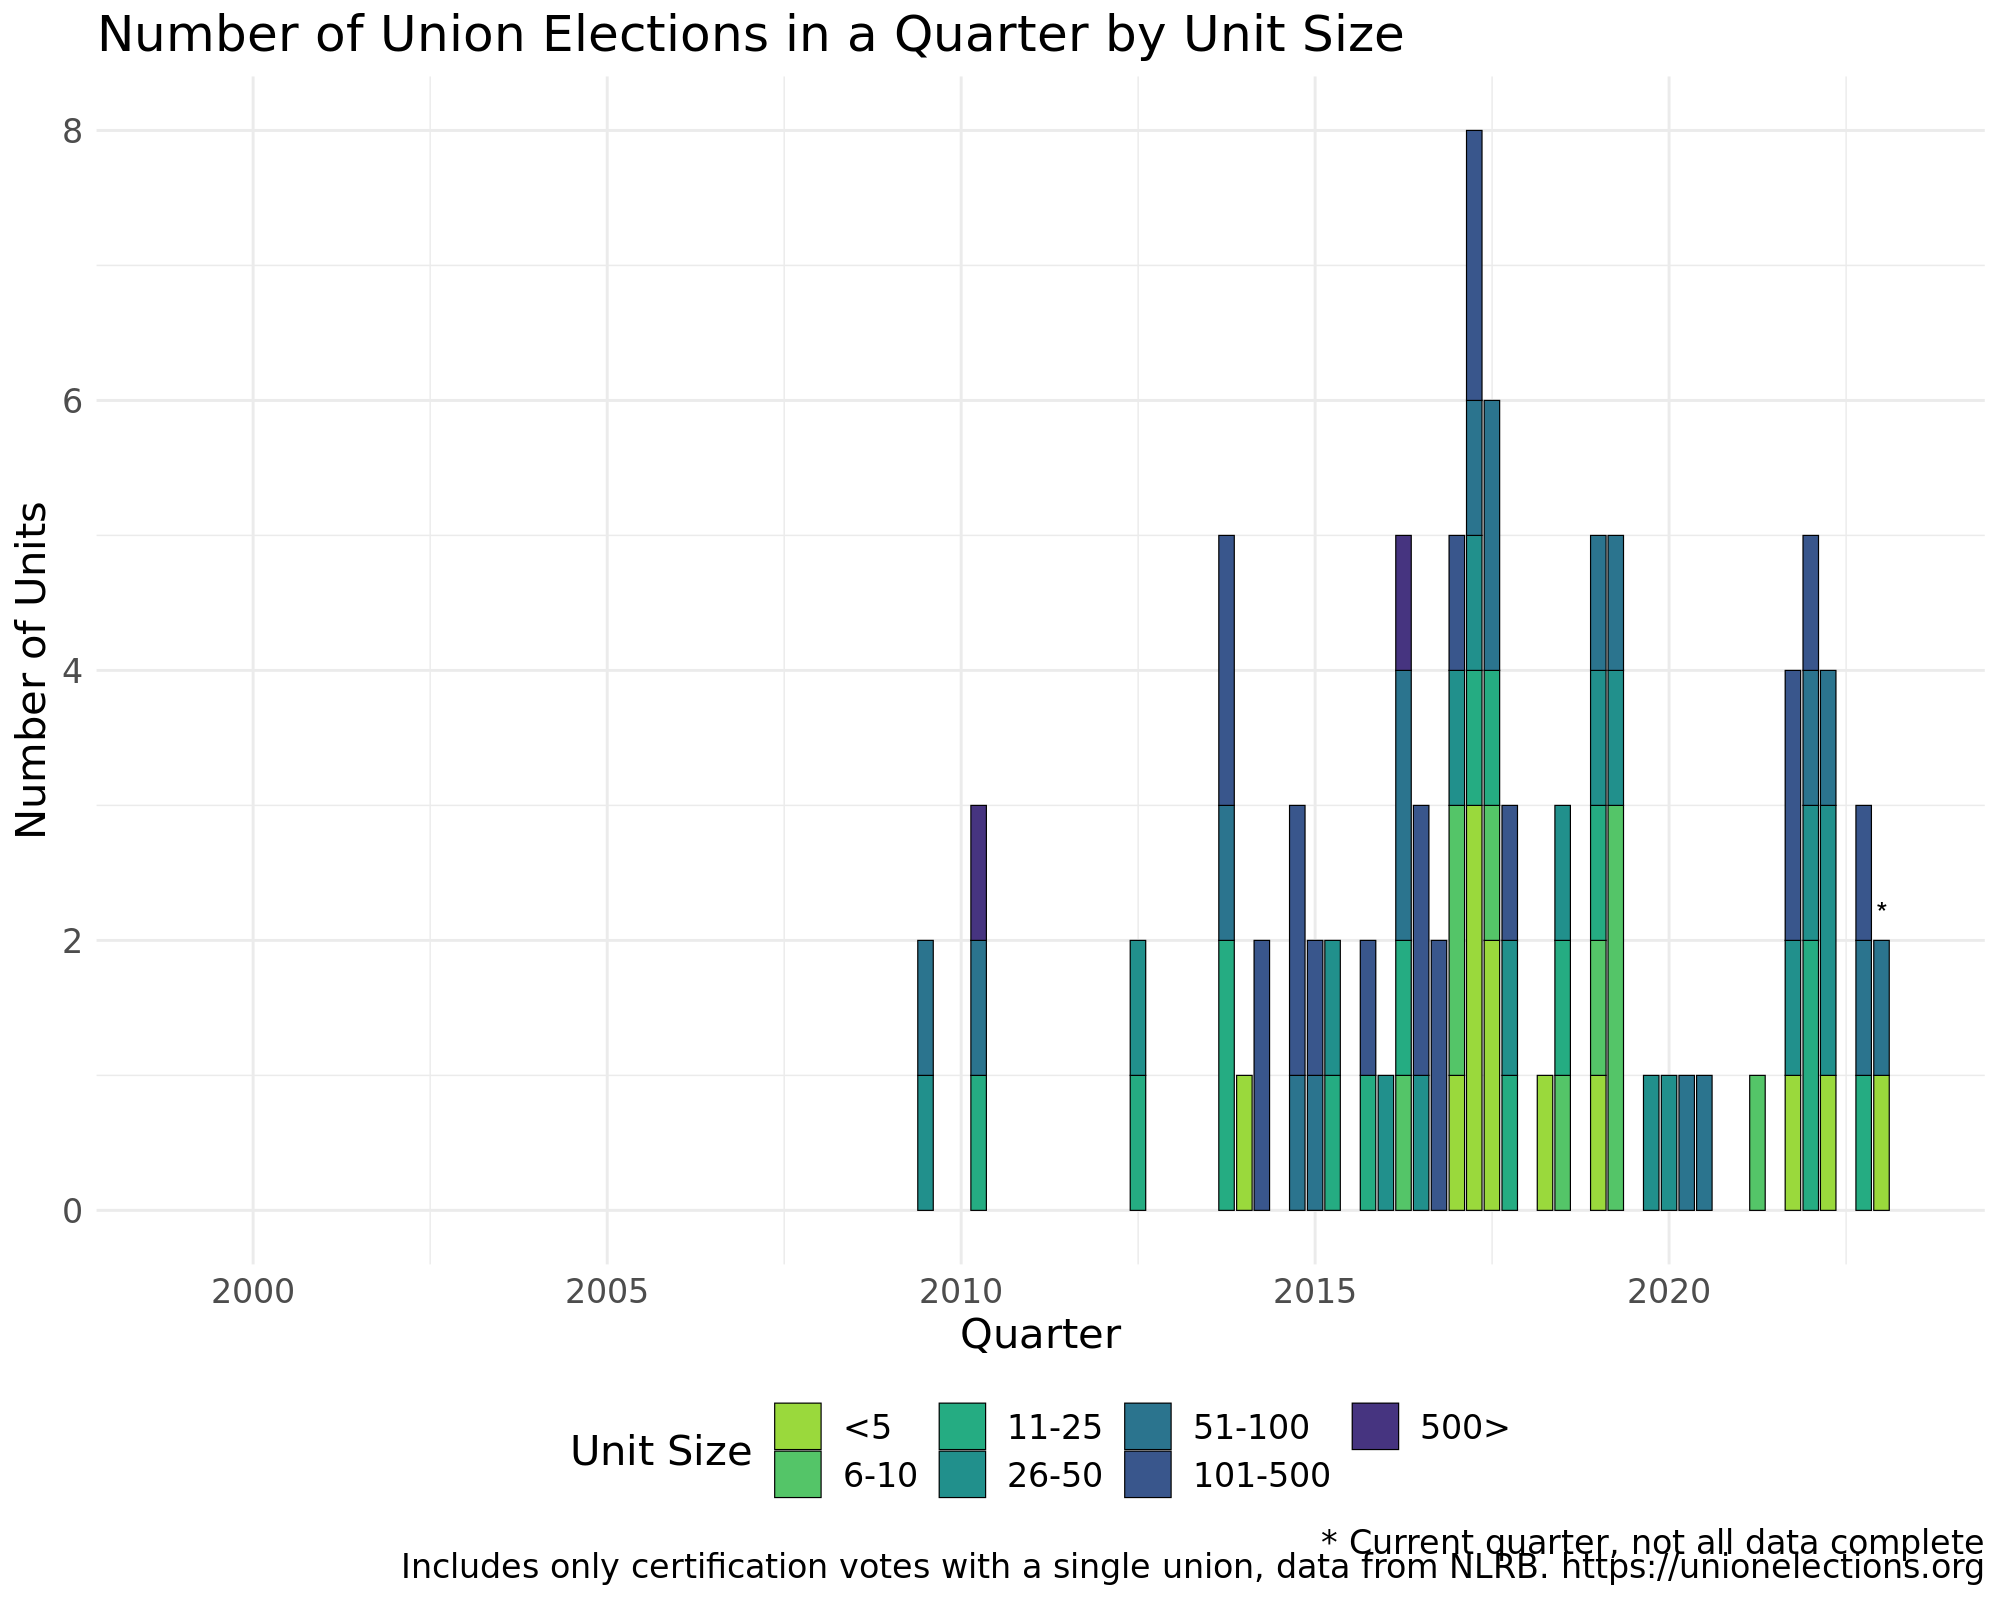 Number of Union Elections in a Quarter by Unit Size
Number of Units
8
6
4
2
0
*
2000 2005 2010 2015 2020
Quarter
Unit Size
<5 11-25 51-100 500>
6-10 26-50 101-500
* Current quarter, not all data complete
Includes only certification votes with a single union, data from NLRB. https://unionelections.org